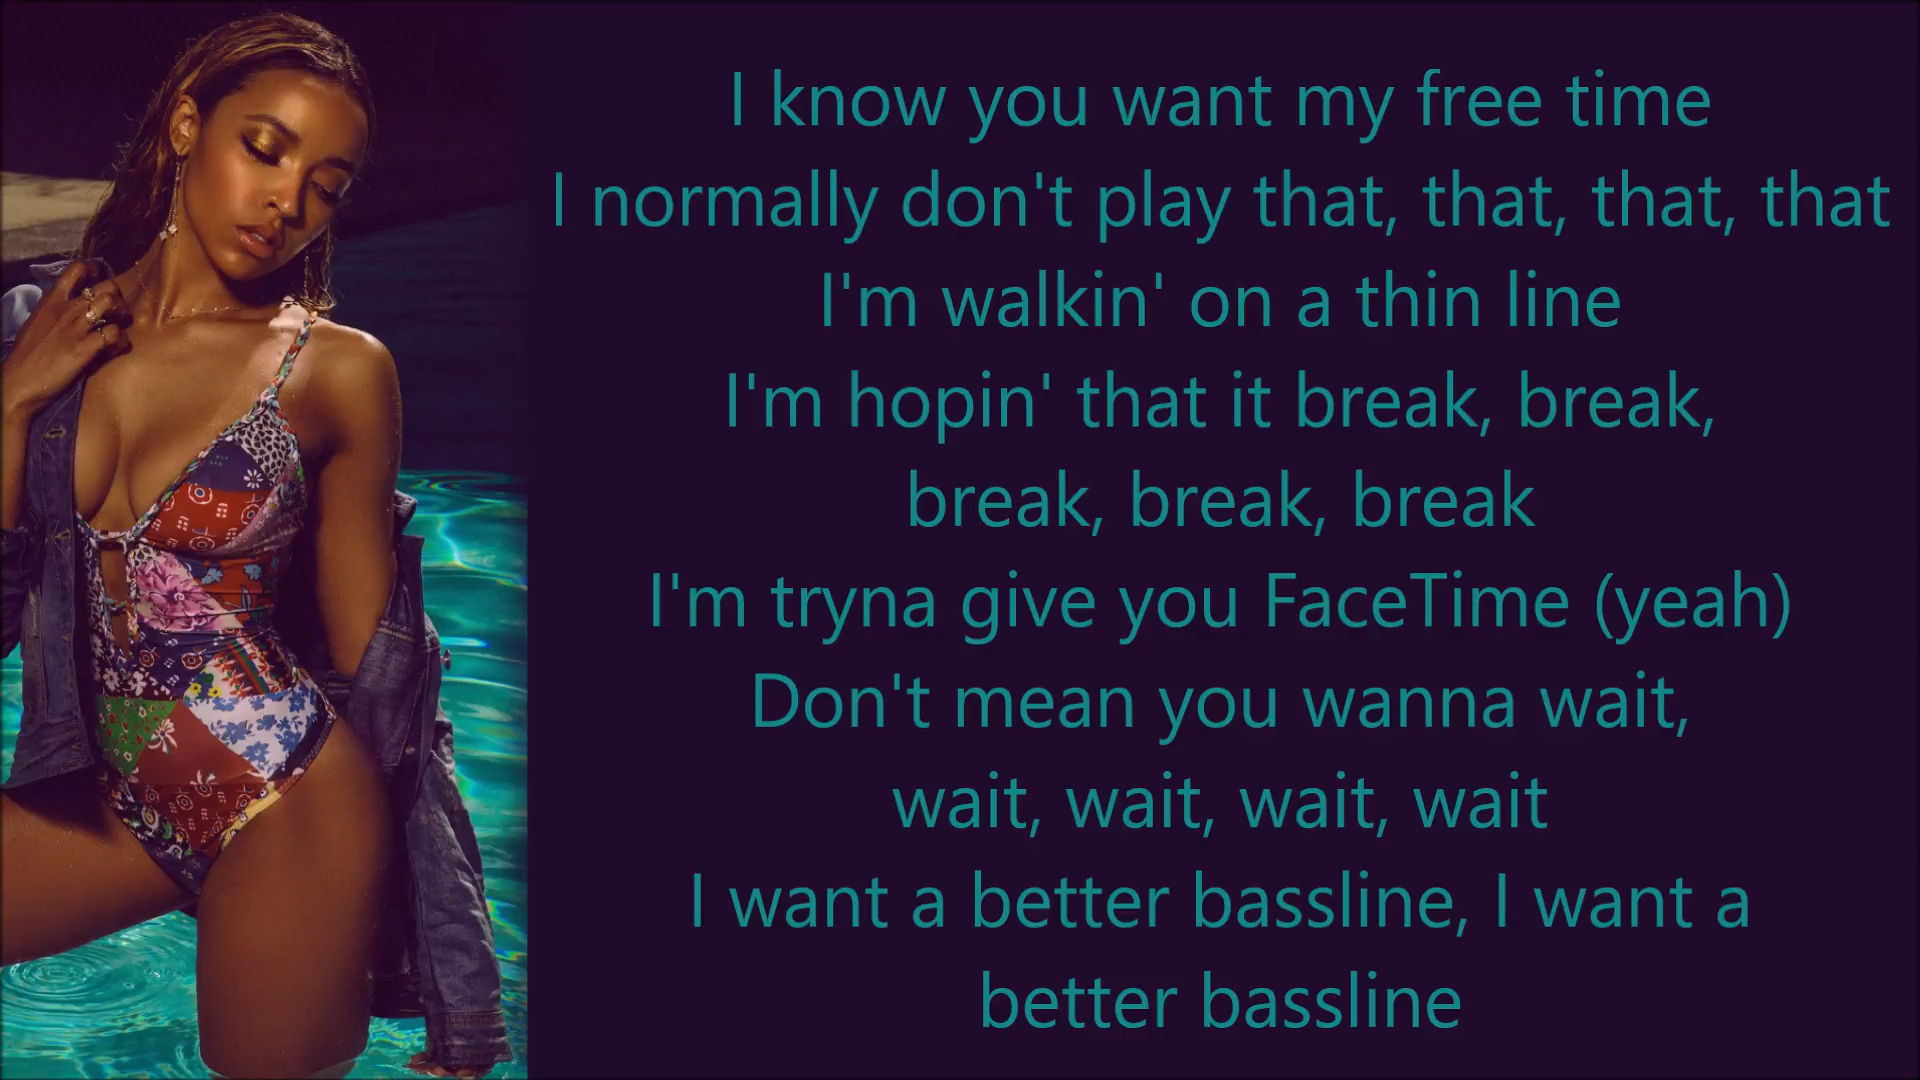 I know you want my free time
I normally don't play that, that, that, that
I'm walkin' on a thin line
I'm hopin' that it break, break,
break, break, break
I'm tryna give you FaceTime (yeah)
Don't mean you wanna wait,
wait, wait, wait, wait
I want a better bassline, I want a
better bassline